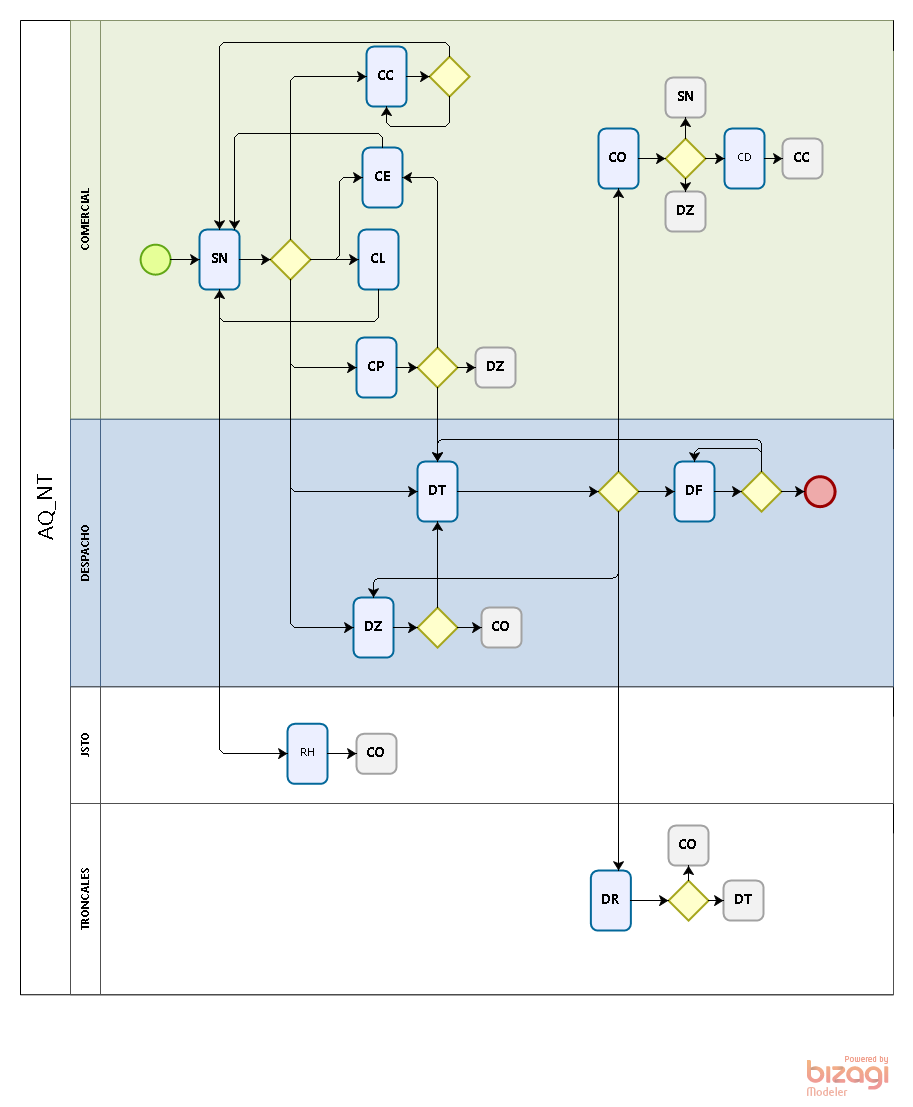 AQ_NT
COMERCIAL
CC
SN
CO
CD
CC
CE
DZ
SN
CL
CP
DZ
DESPACHO
DT
DF
DZ
CO
JSTO
RH
CO
TRONCALES
CO
DR
DT
Powered by
bizagi
Modeler